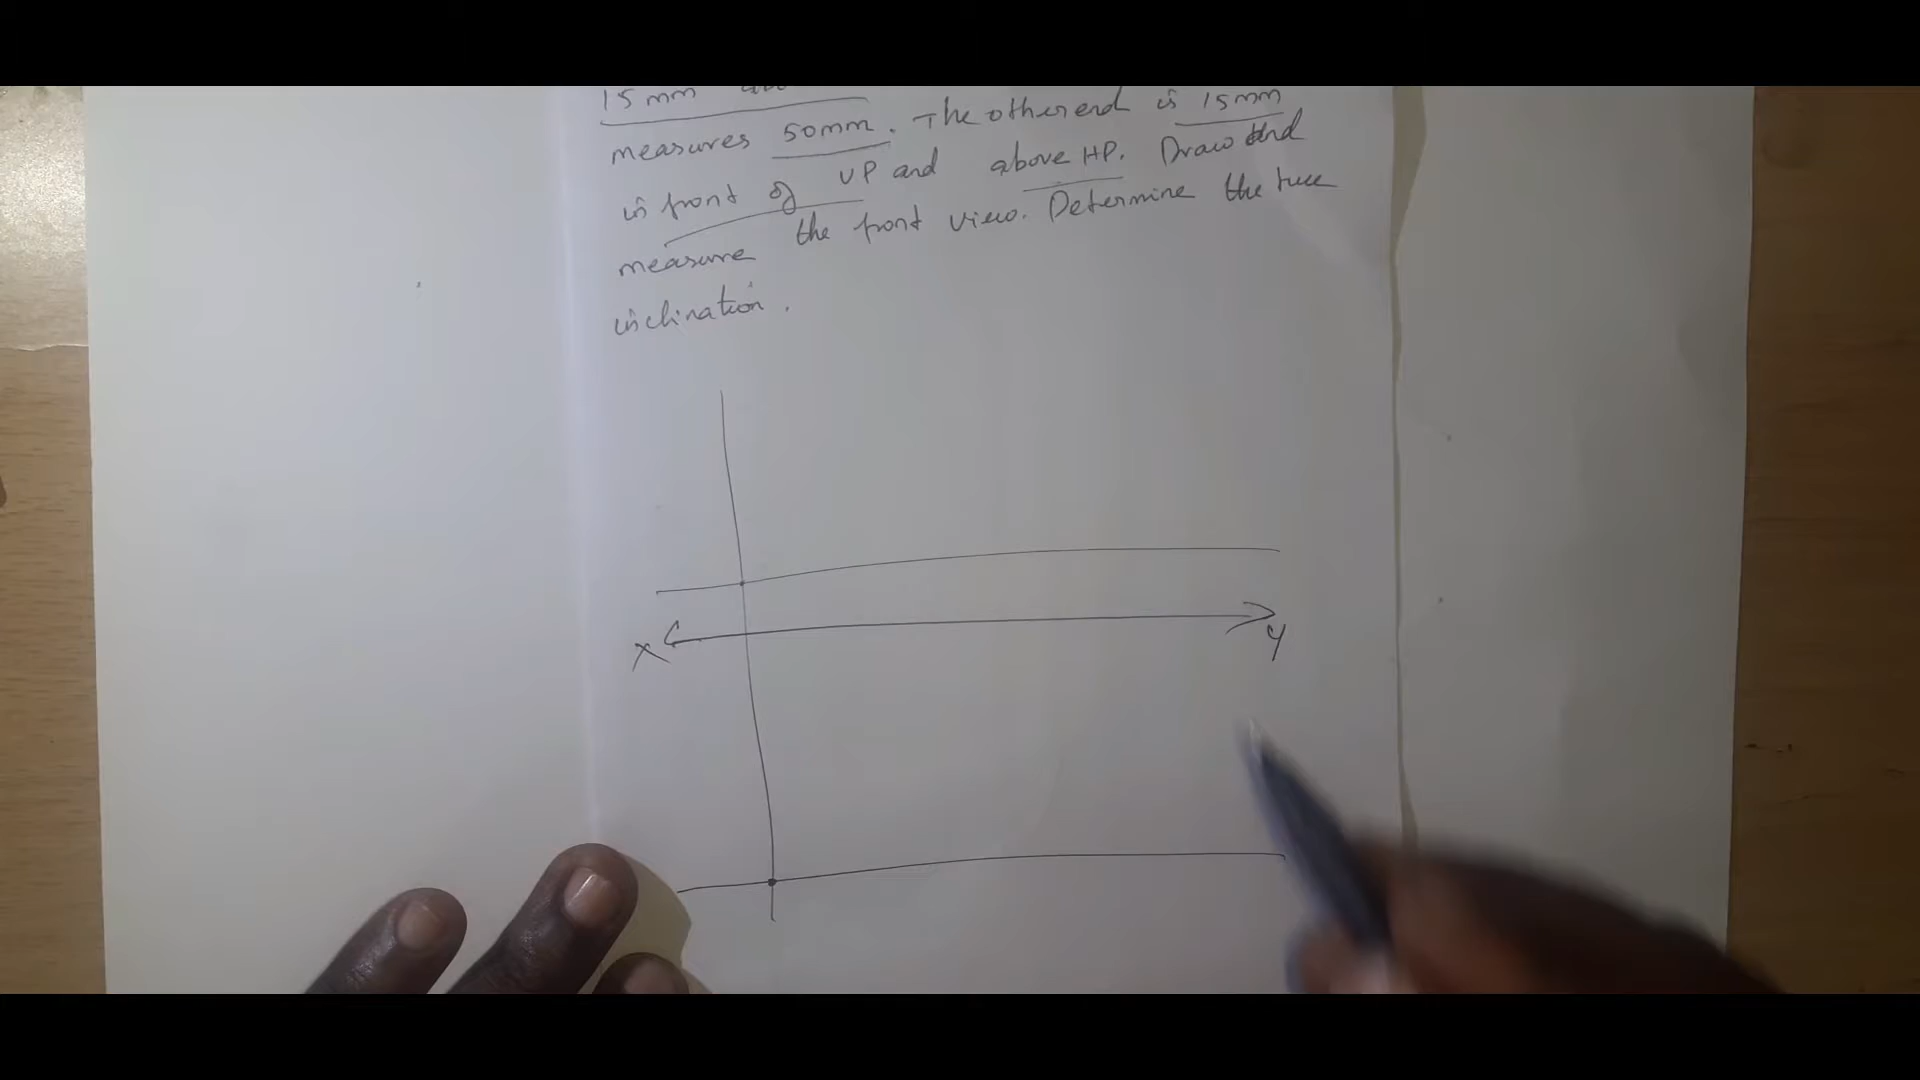 15 mm
measures 50mm. The other end is 15mm
in front of VP and above HP. Draw and
measure the front view. Determine the true
inclination.
X Y